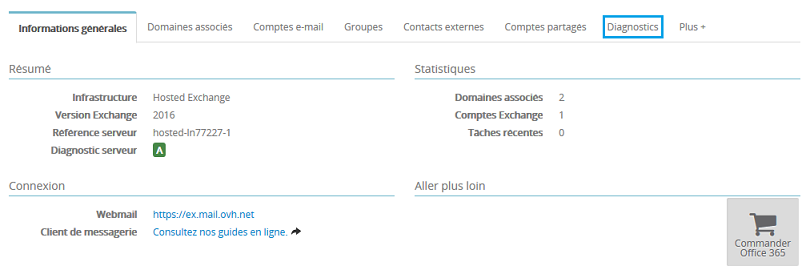 Informations générales Domaines associés Comptes e-mail Groupes Contacts externes Comptes partagés Diagnostics Plus +
Résumé
Infrastructure Hosted Exchange
Version Exchange 2016
Référence serveur hosted-ln77227-1
Diagnostic serveur A
Statistiques
Domaines associés 2
Comptes Exchange 1
Taches récentes 0
Connexion
Webmail https://ex.mail.ovh.net
Client de messagerie Consultez nos guides en ligne.
Aller plus loin
Commander
Office 365